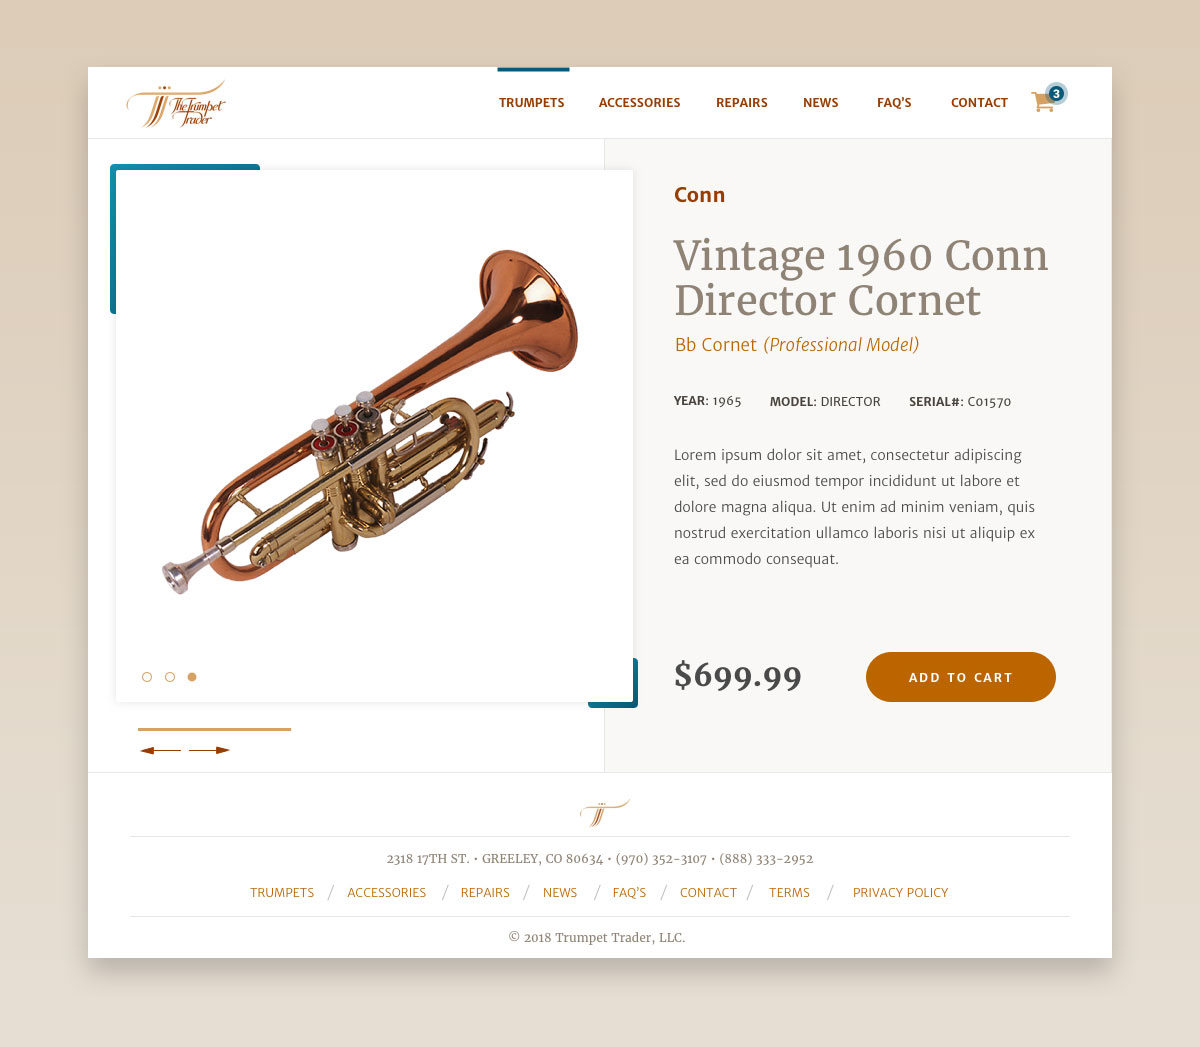 The Trumpet
Trader
TRUMPETS ACCESSORIES REPAIRS NEWS FAQ'S CONTACT 3
Conn
Vintage 1960 Conn
Director Cornet
Bb Cornet (Professional Model)
YEAR: 1965 MODEL: DIRECTOR SERIAL#: C01570
Lorem ipsum dolor sit amet, consectetur adipiscing
elit, sed do eiusmod tempor incididunt ut labore et
dolore magna aliqua. Ut enim ad minim veniam, quis
nostrud exercitation ullamco laboris nisi ut aliquip ex
ea commodo consequat.
$699.99 ADD TO CART
2318 17TH ST. • GREELEY, CO 80634 • (970) 352-3107 • (888) 333-2952
TRUMPETS / ACCESSORIES / REPAIRS / NEWS / FAQ'S / CONTACT / TERMS / PRIVACY POLICY
© 2018 Trumpet Trader, LLC.